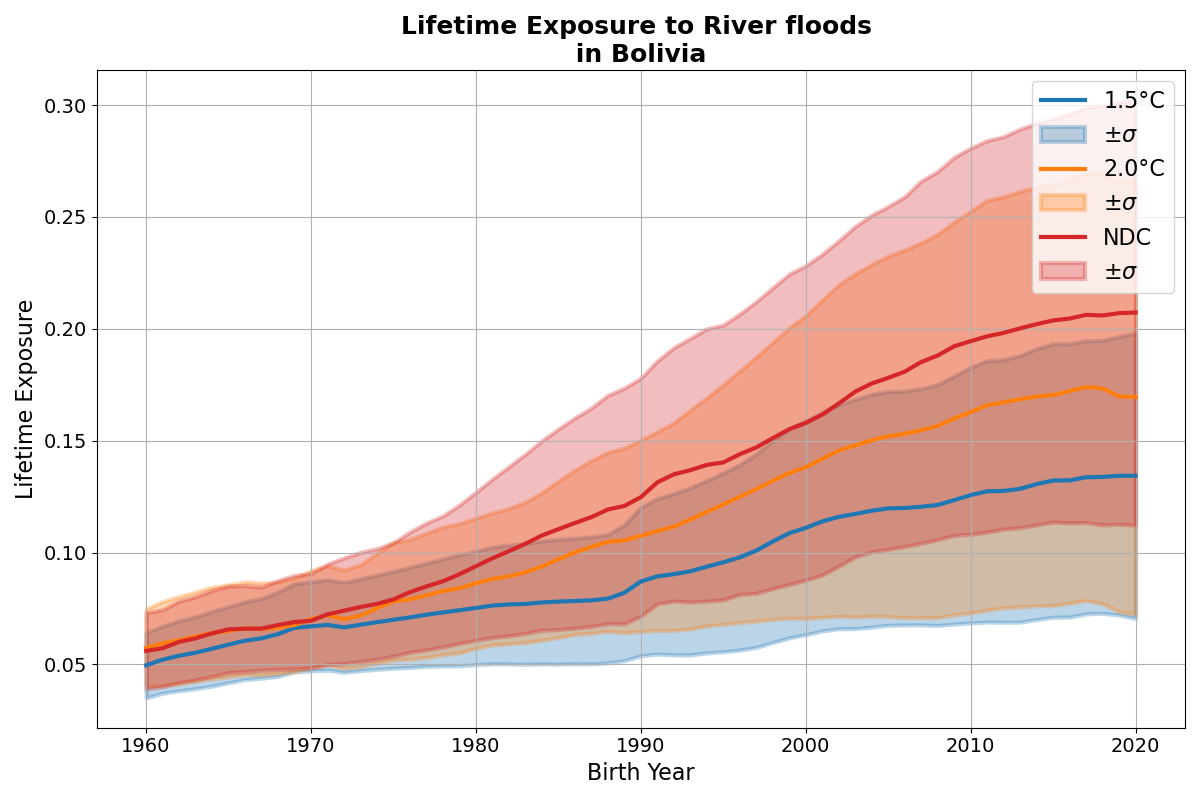 Lifetime Exposure to River floods
in Bolivia
0.30
0.25
0.20
0.15
0.10
0.05
Lifetime Exposure
1960
1970
1980
1990
2000
2010
2020
Birth Year
1.5°C
±σ
2.0°C
±σ
NDC
±σ